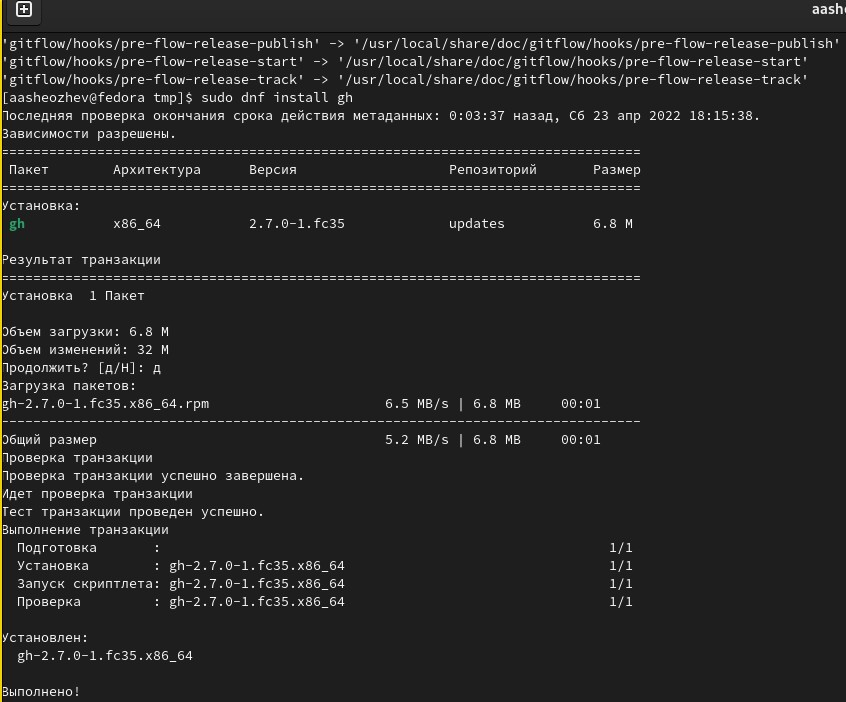 aash
'gitflow/hooks/pre-flow-release-publish' -> '/usr/local/share/doc/gitflow/hooks/pre-flow-release-publish'
'gitflow/hooks/pre-flow-release-start' -> '/usr/local/share/doc/gitflow/hooks/pre-flow-release-start'
'gitflow/hooks/pre-flow-release-track' -> '/usr/local/share/doc/gitflow/hooks/pre-flow-release-track'
[aasheozhev@fedora tmp]$ sudo dnf install gh
Последняя проверка окончания срока действия метаданных: 0:03:37 назад, Сб 23 апр 2022 18:15:38.
Зависимости разрешены.
================================================================================
Пакет Архитектура Версия Репозиторий Размер
================================================================================
Установка:
gh x86_64 2.7.0-1.fc35 updates 6.8 M
Результат транзакции
================================================================================
Установка 1 Пакет
Объем загрузки: 6.8 M
Объем изменений: 32 M
Продолжить? [д/Н]: д
Загрузка пакетов:
gh-2.7.0-1.fc35.x86_64.rpm 6.5 MB/s | 6.8 MB 00:01
--------------------------------------------------------------------------------
Общий размер 5.2 MB/s | 6.8 MB 00:01
Проверка транзакции
Проверка транзакции успешно завершена.
Идет проверка транзакции
Тест транзакции проведен успешно.
Выполнение транзакции
Подготовка : 1/1
Установка : gh-2.7.0-1.fc35.x86_64 1/1
Запуск скриптлета: gh-2.7.0-1.fc35.x86_64 1/1
Проверка : gh-2.7.0-1.fc35.x86_64 1/1
Установлен:
gh-2.7.0-1.fc35.x86_64
Выполнено!